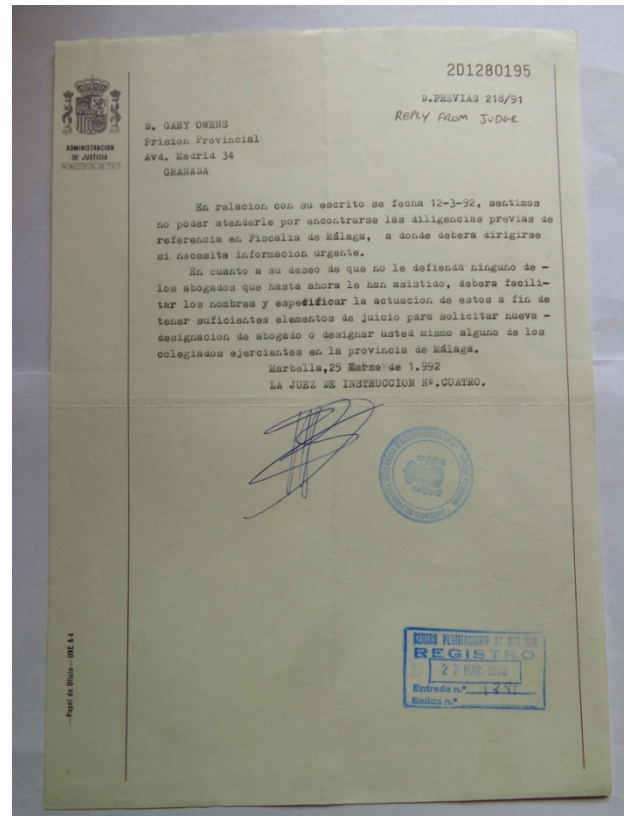 2D1280195
D.PREVIAS 218/91
REPLY FROM JUDGE
ADMINISTRACION
DE JUSTICIA
D. GARY OWENS
Prision Provincial
Avd. Madrid 34
GRANADA
En relacion con su escrito se fecha 12-3-92, sentimos
no poder atenderle por encontrarse las diligencias previas de
referencia en Fiscalia de Málaga, a donde debera dirigirse
si necesita informacion urgente.
En cuanto a su deseo de que no le defienda ninguno de -
los abogados que hasta ahora le han asistido, debera facili-
tar los nombres y especificar la actuacion de estos a fin de
tener suficientes elementos de juicio para solicitar nueva -
designacion de abogado o designar usted mismo alguno de los
colegiados ejercientes en la provincia de Málaga.
Marbella,25 Marzo de 1.992
LA JUEZ DE INSTRUCCION Nº.CUATRO.
REGISTRO
27 MAR 1992
Entrada n.º
Salida n.º
—Papel de Oficio— UNE A-4